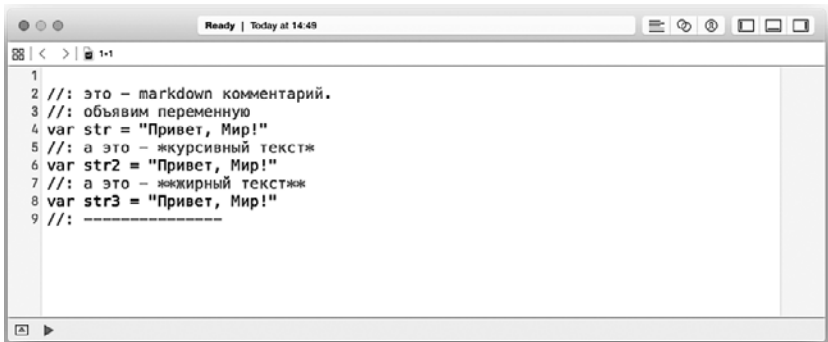 Ready | Today at 14:49
1•1
1
2 //: это – markdown комментарий.
3 //: объявим переменную
4 var str = "Привет, Мир!"
5 //: а это – *курсивный текст*
6 var str2 = "Привет, Мир!"
7 //: а это – **жирный текст**
8 var str3 = "Привет, Мир!"
9 //: ---------------